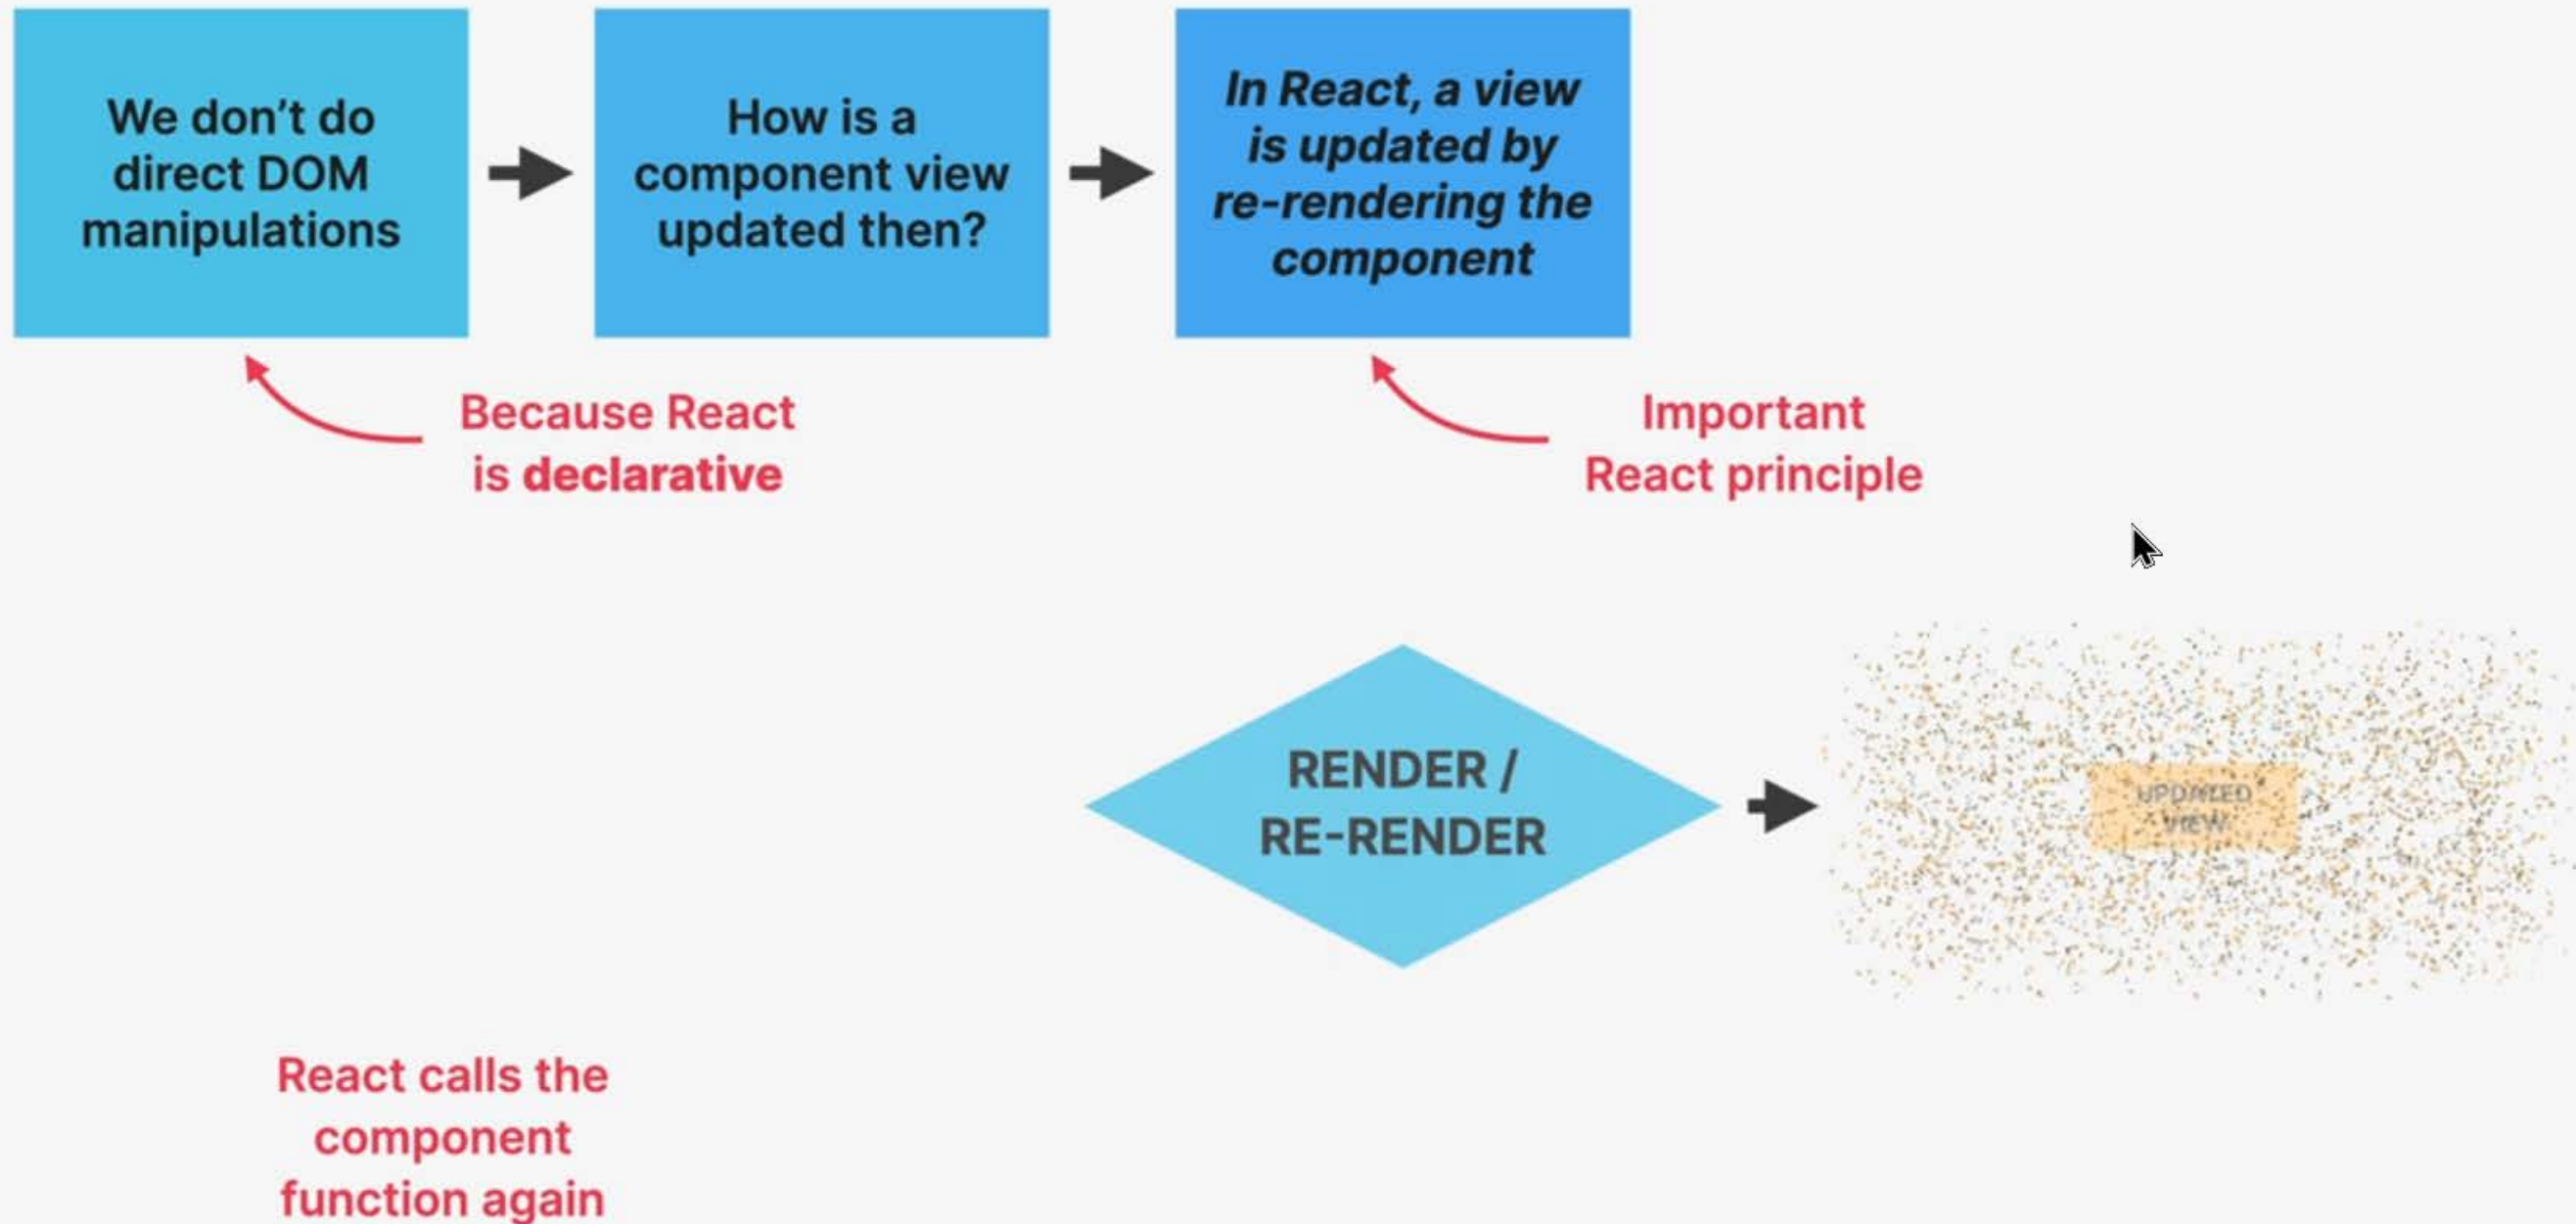 We don’t do
direct DOM
manipulations
How is a
component view
updated then?
In React, a view
is updated by
re-rendering the
component
Because React
is declarative
Important
React principle
RENDER /
RE-RENDER
UPDATED
VIEW
React calls the
component
function again